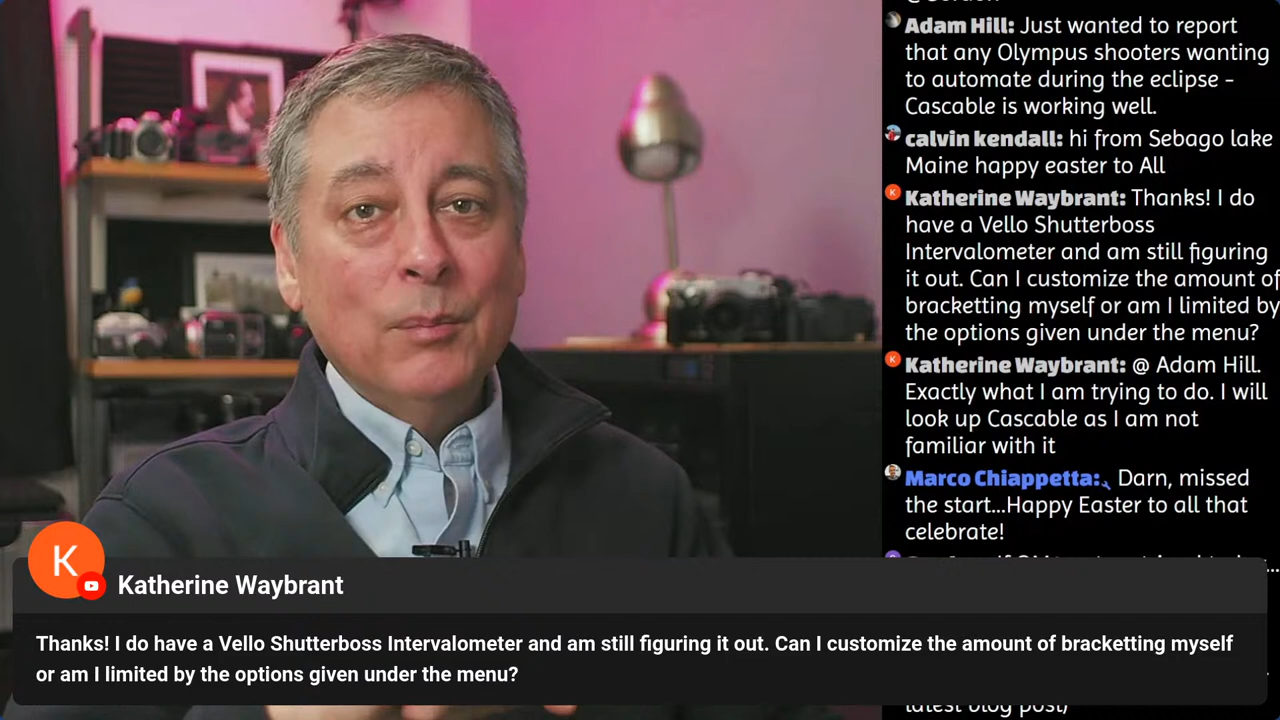 Adam Hill: Just wanted to report
that any Olympus shooters wanting
to automate during the eclipse -
Cascable is working well.
calvin kendall: hi from Sebago lake
Maine happy easter to All
K
Katherine Waybrant: Thanks! I do
have a Vello Shutterboss
Intervalometer and am still figuring
it out. Can I customize the amount of
bracketting myself or am I limited by
the options given under the menu?
K
Katherine Waybrant: @ Adam Hill.
Exactly what I am trying to do. I will
look up Cascable as I am not
familiar with it
Marco Chiappetta: Darn, missed
the start...Happy Easter to all that
celebrate!
K
Katherine Waybrant
Thanks! I do have a Vello Shutterboss Intervalometer and am still figuring it out. Can I customize the amount of bracketting myself
or am I limited by the options given under the menu?
latest blog post)